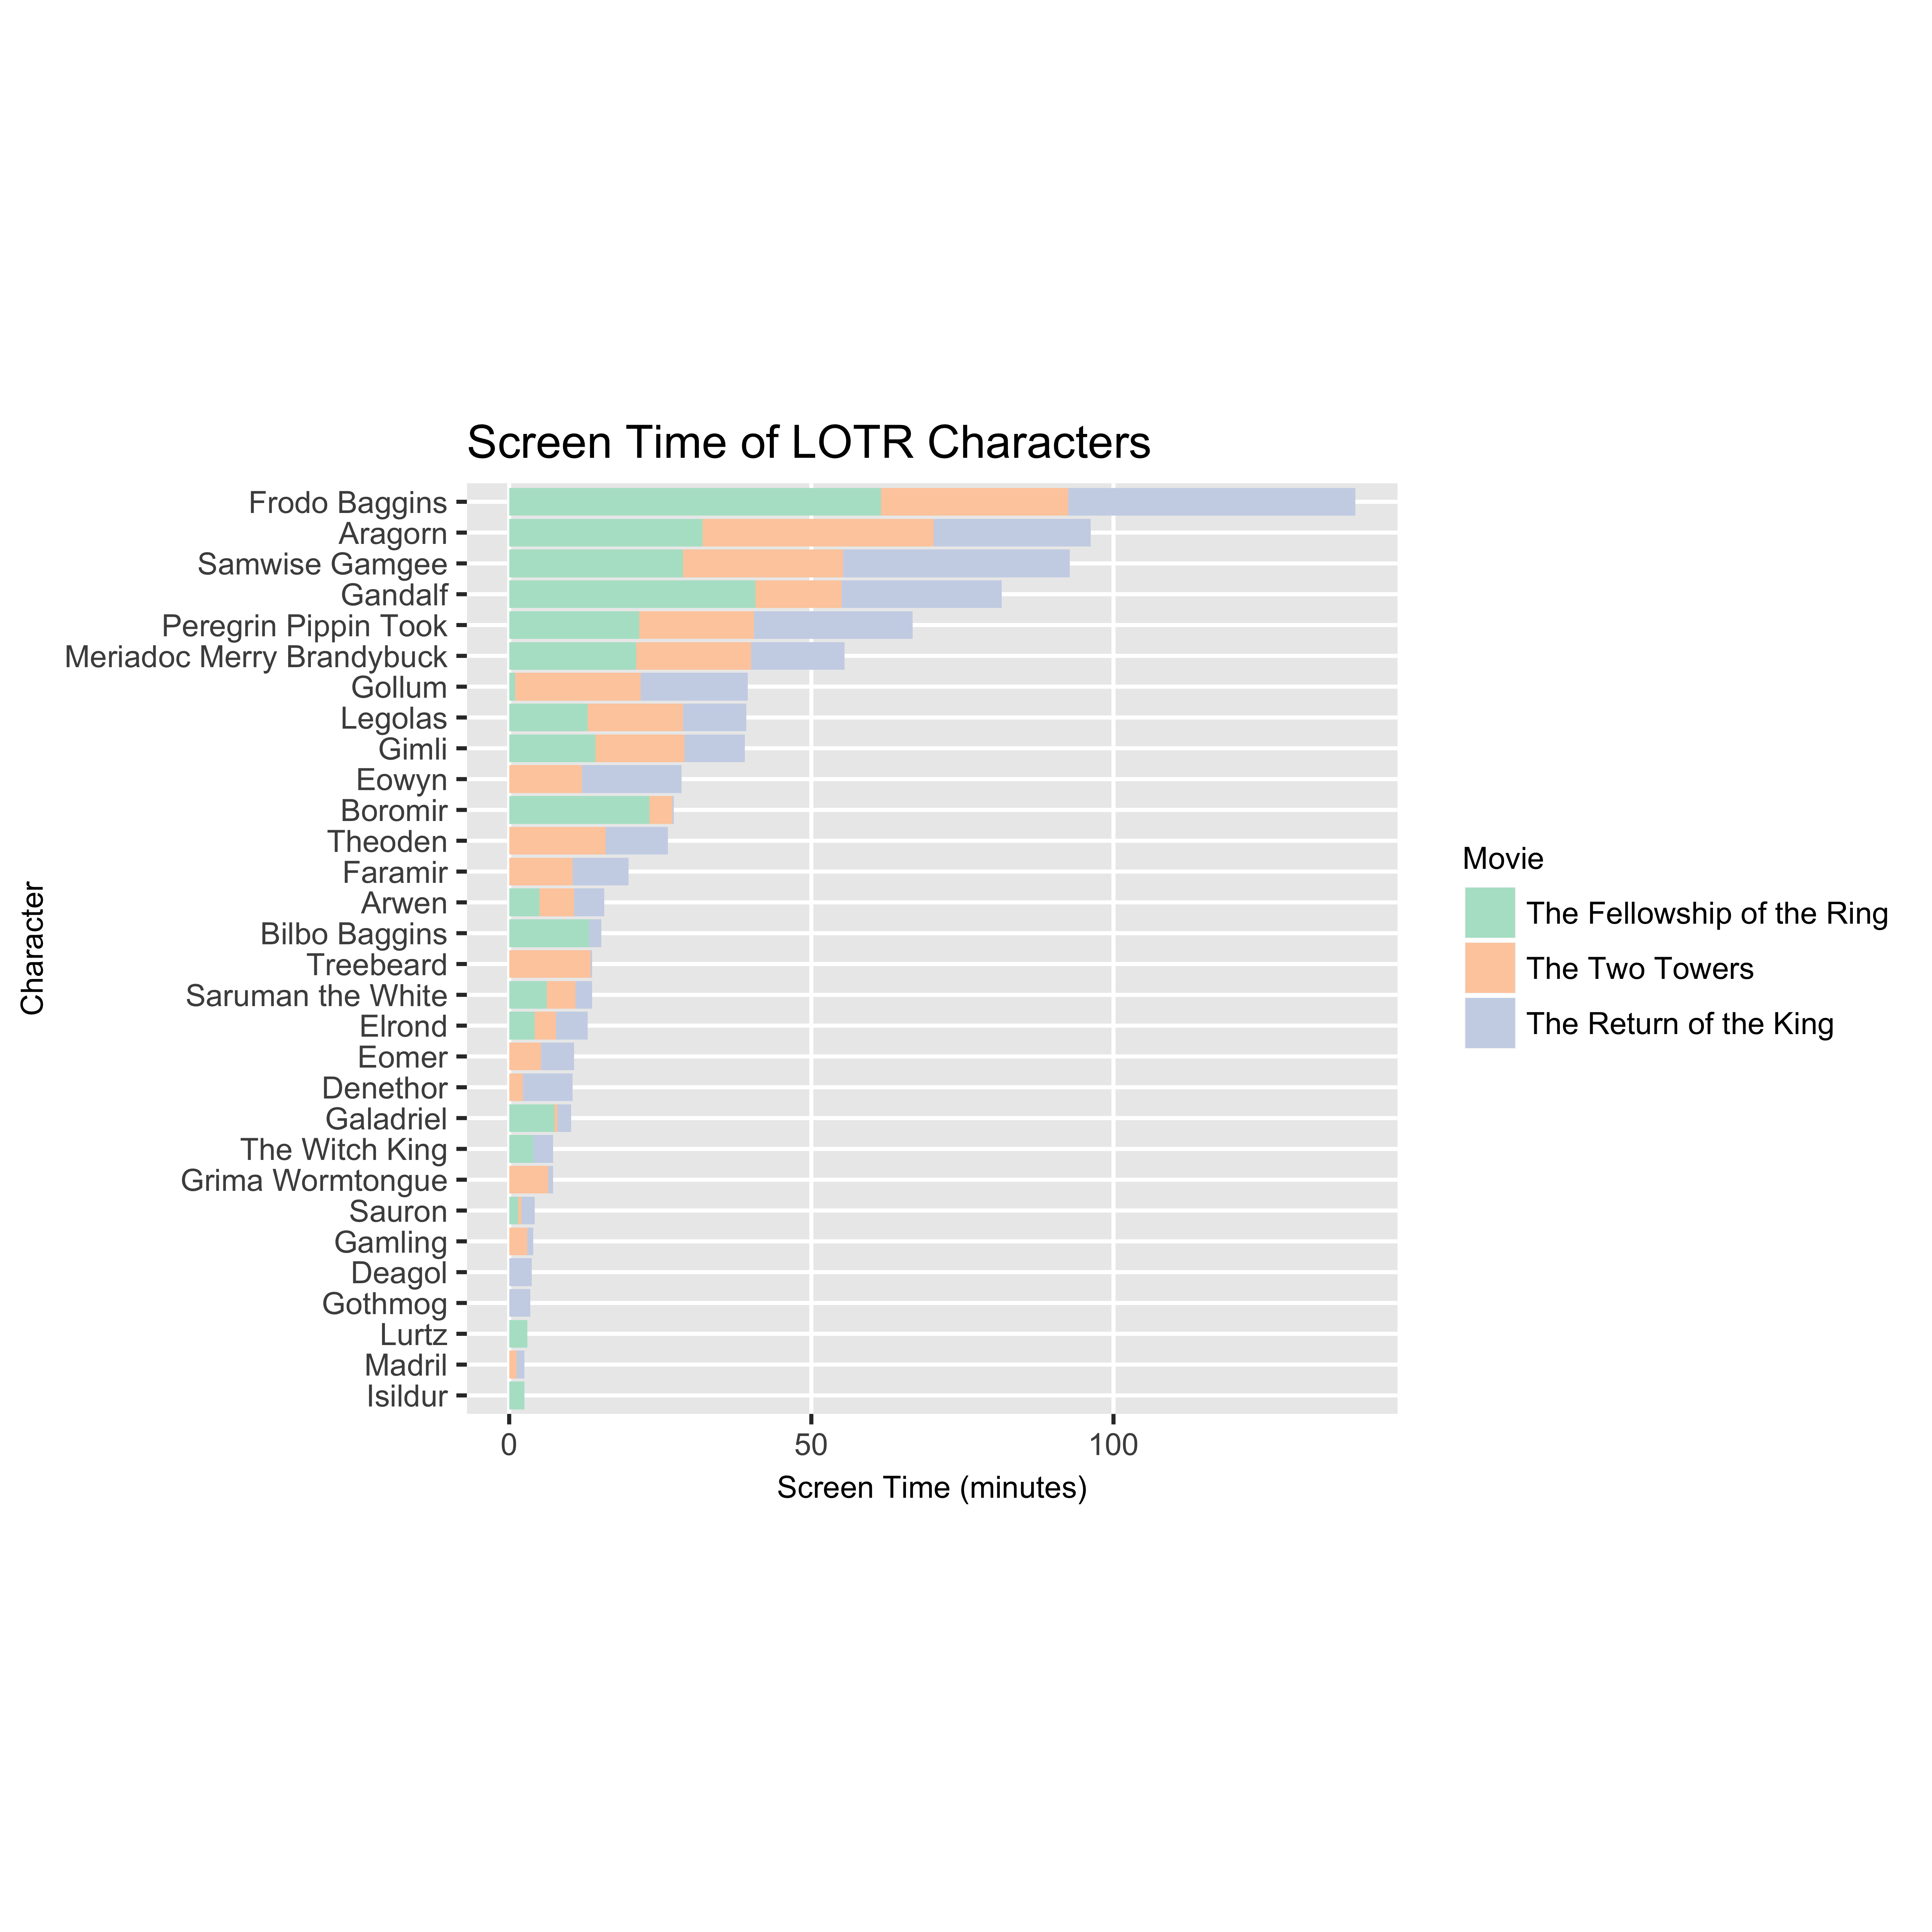 Screen Time of LOTR Characters
Frodo Baggins
Aragorn
Samwise Gamgee
Gandalf
Peregrin Pippin Took
Meriadoc Merry Brandybuck
Gollum
Legolas
Gimli
Eowyn
Boromir
Theoden
Faramir
Arwen
Bilbo Baggins
Treebeard
Saruman the White
Elrond
Eomer
Denethor
Galadriel
The Witch King
Grima Wormtongue
Sauron
Gamling
Deagol
Gothmog
Lurtz
Madril
Isildur
Character
0 50 100
Screen Time (minutes)
Movie
The Fellowship of the Ring
The Two Towers
The Return of the King